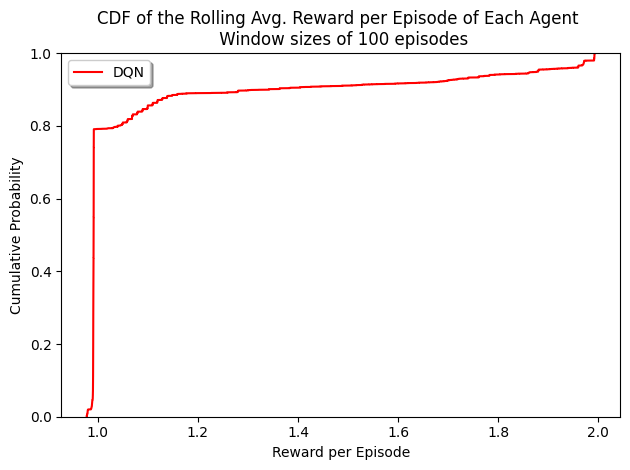 CDF of the Rolling Avg. Reward per Episode of Each Agent
Window sizes of 100 episodes
DQN
1.0
0.8
0.6
0.4
0.2
0.0
Cumulative Probability
1.0 1.2 1.4 1.6 1.8 2.0
Reward per Episode